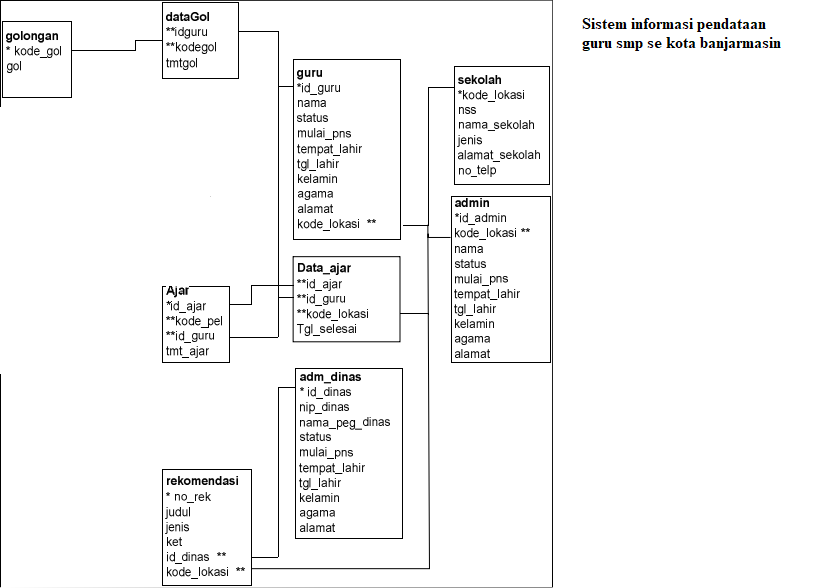 Sistem informasi pendataan
guru smp se kota banjarmasin
golongan
* kode_gol
gol
dataGol
**idguru
**kodegol
tmtgol
guru
*id_guru
nama
status
mulai_pns
tempat_lahir
tgl_lahir
kelamin
agama
alamat
kode_lokasi **
sekolah
*kode_lokasi
nss
nama_sekolah
jenis
alamat_sekolah
no_telp
admin
*id_admin
kode_lokasi **
nama
status
mulai_pns
tempat_lahir
tgl_lahir
kelamin
agama
alamat
Data_ajar
**id_ajar
**id_guru
**kode_lokasi
Tgl_selesai
Ajar
*id_ajar
**kode_pel
**id_guru
tmt_ajar
adm_dinas
* id_dinas
nip_dinas
nama_peg_dinas
status
mulai_pns
tempat_lahir
tgl_lahir
kelamin
agama
alamat
rekomendasi
* no_rek
judul
jenis
ket
id_dinas **
kode_lokasi **